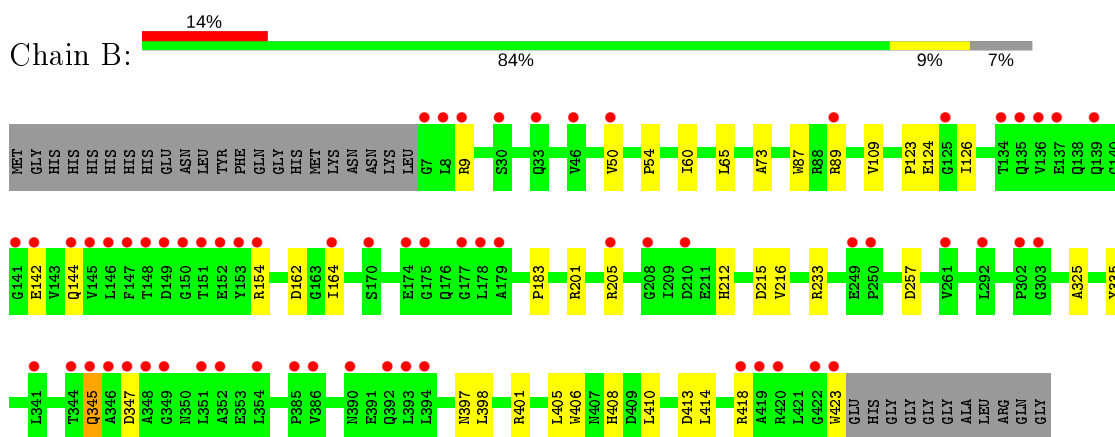 14%
Chain B:
84% 9% 7%
MET GLY HIS HIS HIS HIS HIS HIS GLU ASN LEU TYR PHE GLN GLY HIS MET LYS ASN ASN LYS LEU G7 L8 R9 S30 Q33 V46 V50 P54 I60 L65 A73 W87 R88 R89 V109 P123 E124 G125 I126 T134 Q135 V136 E137 Q138 Q139 G140
G141 E142 V143 Q144 V145 L146 F147 T148 D149 G150 T151 E152 Y153 R154 D162 G163 I164 S170 E174 G175 Q176 G177 L178 A179 P183 R201 R205 G208 I209 D210 E211 H212 D215 V216 R233 E249 P250 D257 V281 L292 P302 G303 A325 Y335
L341 T344 Q345 A346 D347 A348 G349 N350 L351 A352 E353 L354 P385 V386 N390 E391 Q392 L393 L394 N397 L398 R401 L405 W406 N407 H408 D409 L410 D413 L414 R418 A419 R420 L421 G422 W423 GLU HIS GLY GLY GLY GLY ALA LEU ARG GLN GLY